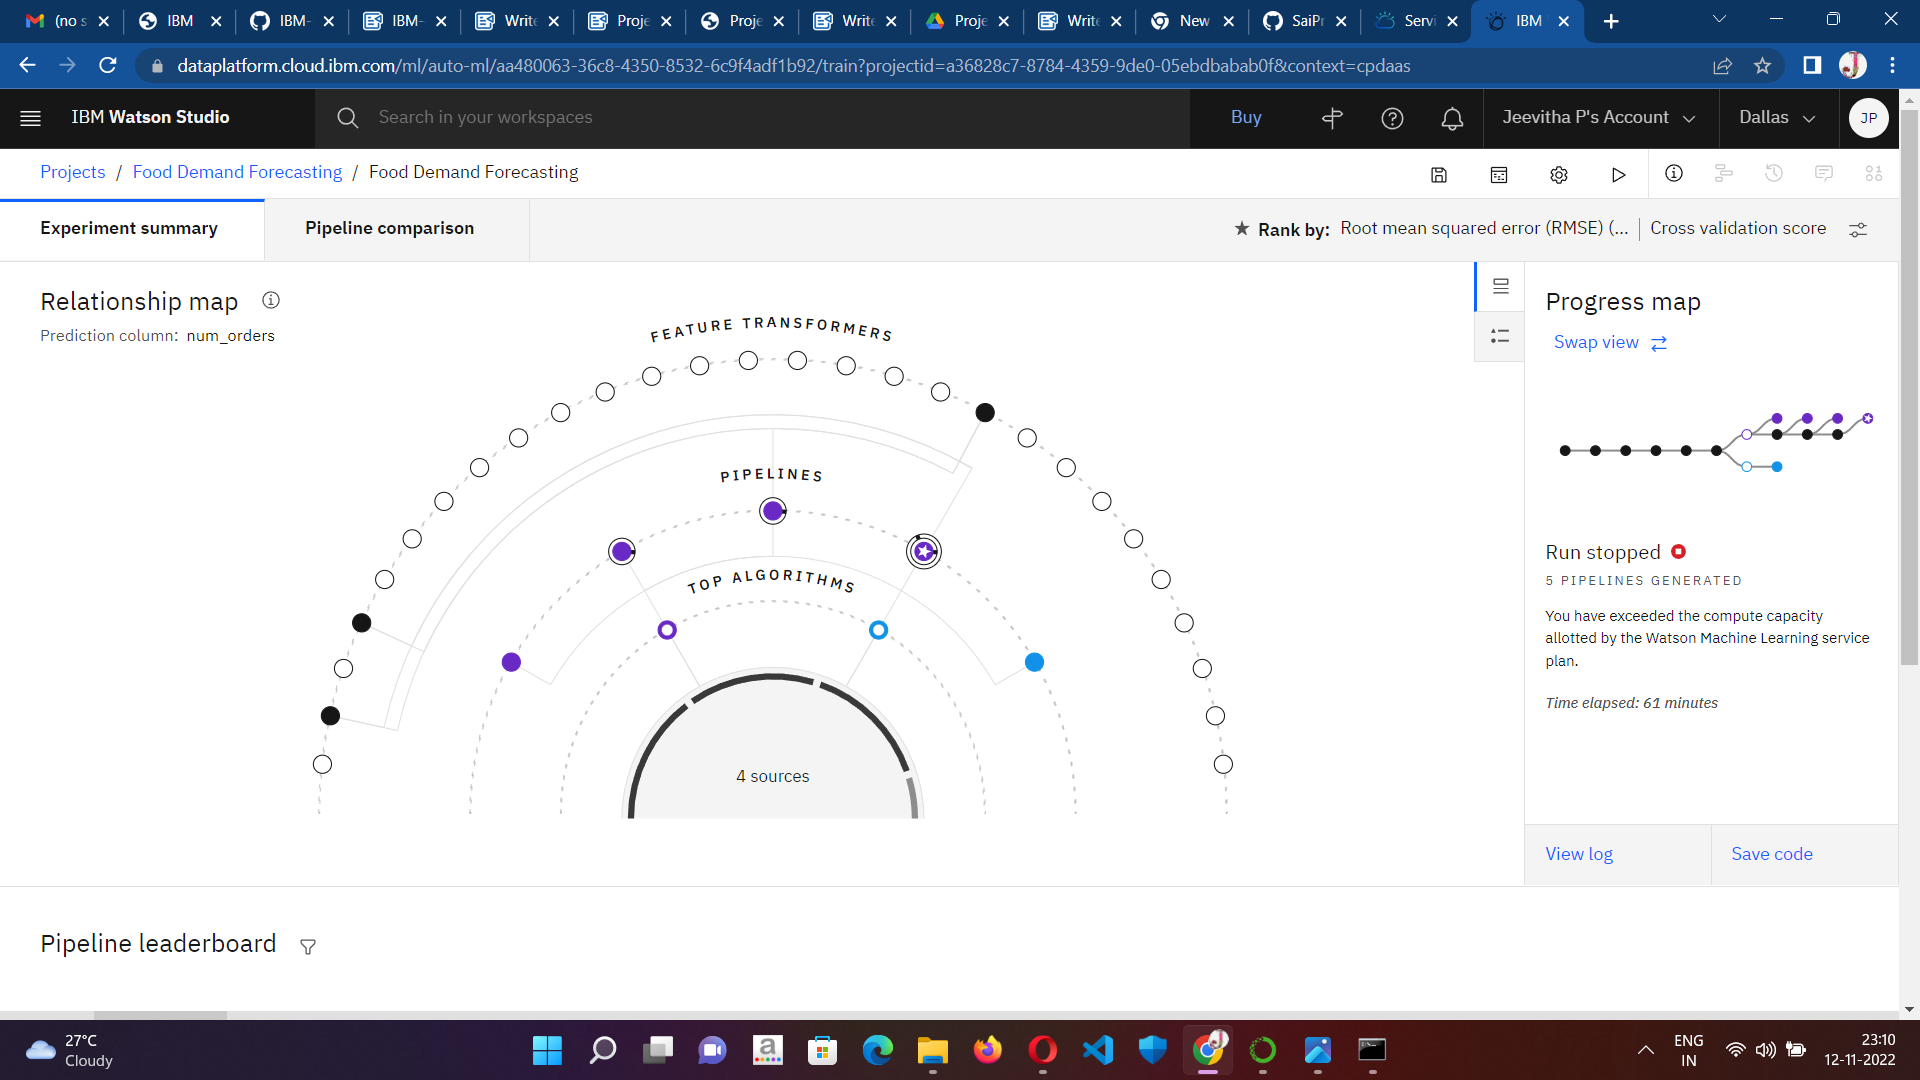 (no s
IBM
IBM-
IBM-
Write
Proje
Proje
Write
Proje
Write
New
SaiPr
Servi
IBM
dataplatform.cloud.ibm.com/ml/auto-ml/aa480063-36c8-4350-8532-6c9f4adf1b92/train?projectid=a36828c7-8784-4359-9de0-05ebdbabab0f&context=cpdaas
IBM Watson Studio
Search in your workspaces
Buy
Jeevitha P's Account
Dallas
JP
Projects / Food Demand Forecasting / Food Demand Forecasting
Experiment summary
Pipeline comparison
Rank by: Root mean squared error (RMSE) (... | Cross validation score
Relationship map
Prediction column: num_orders
FEATURE TRANSFORMERS
PIPELINES
TOP ALGORITHMS
4 sources
Progress map
Swap view
Run stopped
5 PIPELINES GENERATED
You have exceeded the compute capacity
allotted by the Watson Machine Learning service
plan.
Time elapsed: 61 minutes
View log
Save code
Pipeline leaderboard
27°C
Cloudy
a
ENG
IN
23:10
12-11-2022